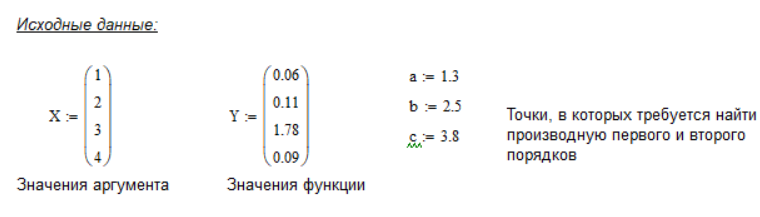 Исходные данные:
X := (1 2 3 4)
Y := (0.06 0.11 1.78 0.09)
a := 1.3
b := 2.5
c := 3.8
Точки, в которых требуется найти
производную первого и второго
порядков
Значения аргумента
Значения функции